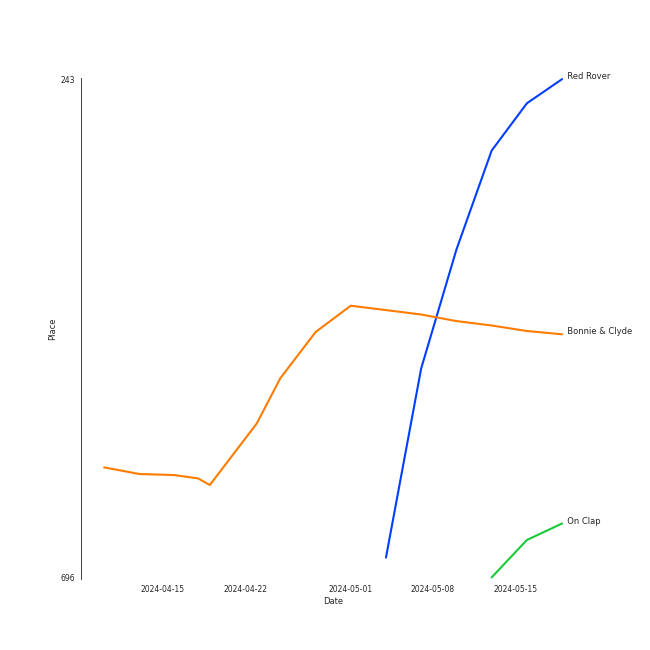 243
Red Rover
Place
Bonnie & Clyde
On Clap
696
2024-04-15 2024-04-22 2024-05-01 2024-05-08 2024-05-15
Date